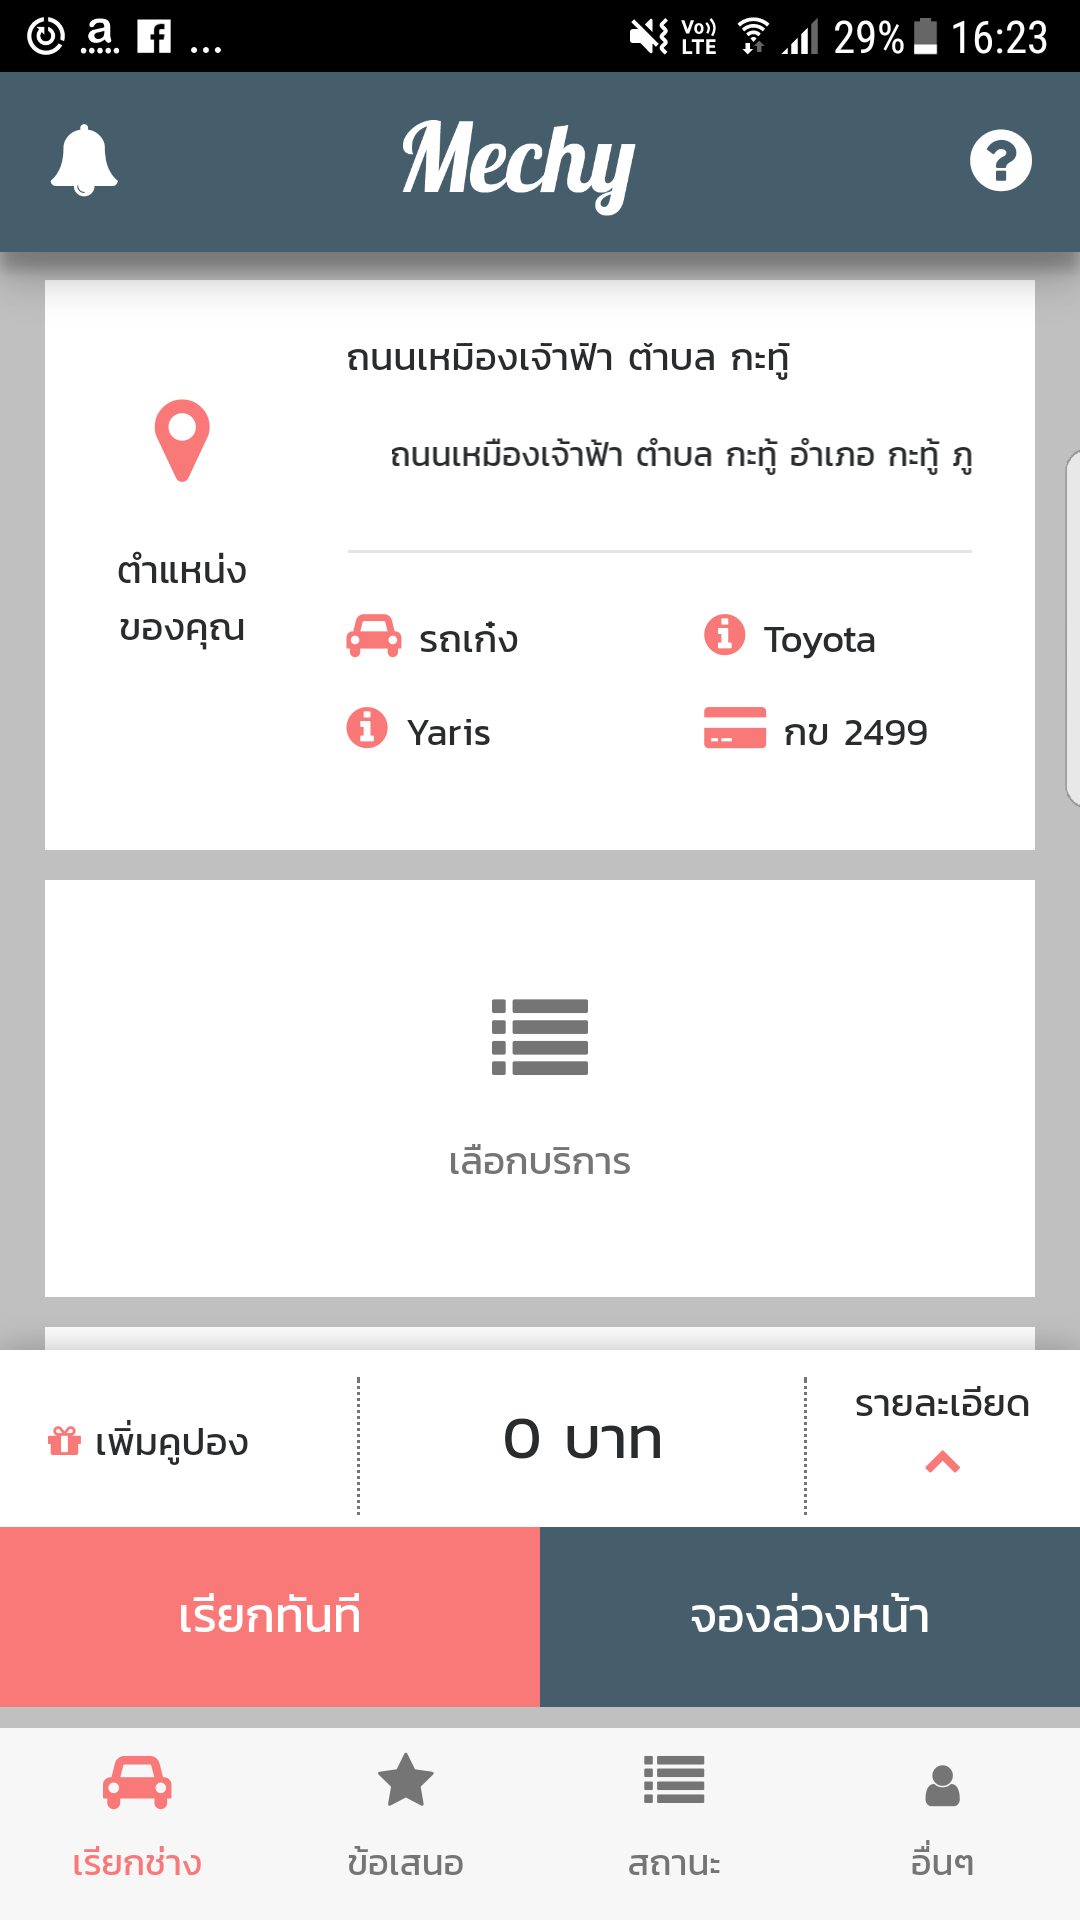 ... Vo)) LTE 29% 16:23
Mechy
ถนนเหมืองเจ้าฟ้า ตำบล กะทู้
ถนนเหมืองเจ้าฟ้า ตำบล กะทู้ อำเภอ กะทู้ ภู
ตำแหน่ง
ของคุณ
รถเก๋ง Toyota
Yaris กข 2499
เลือกบริการ
เพิ่มคูปอง 0 บาท รายละเอียด
เรียกทันที จองล่วงหน้า
เรียกช่าง ข้อเสนอ สถานะ อื่นๆ